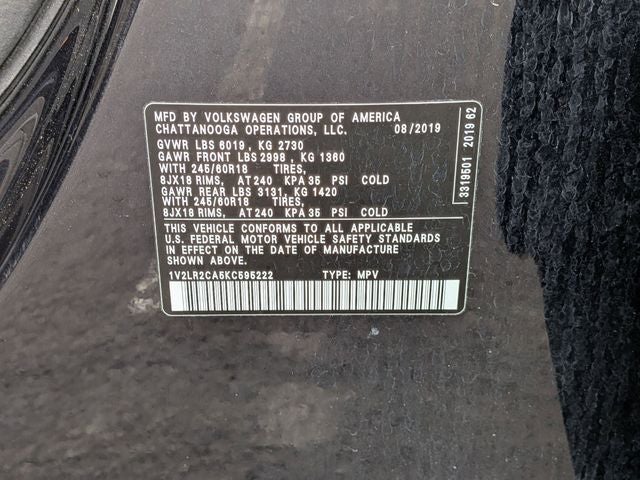 MFD BY VOLKSWAGEN GROUP OF AMERICA
CHATTANOOGA OPERATIONS, LLC. 08/2019
GVWR LBS 6019, KG 2730
GAWR FRONT LBS 2998, KG 1360
WITH 245/60R18 TIRES,
8JX18 RIMS, AT 240 KPA 35 PSI COLD
GAWR REAR LBS 3131, KG 1420
WITH 245/60R18 TIRES,
8JX18 RIMS, AT 240 KPA 35 PSI COLD
THIS VEHICLE CONFORMS TO ALL APPLICABLE
U.S. FEDERAL MOTOR VEHICLE SAFETY STANDARDS
IN EFFECT ON THE DATE OF MANUFACTURE
SHOWN ABOVE.
1V2LR2CA5KC595222 TYPE: MPV
3319501 2019 62